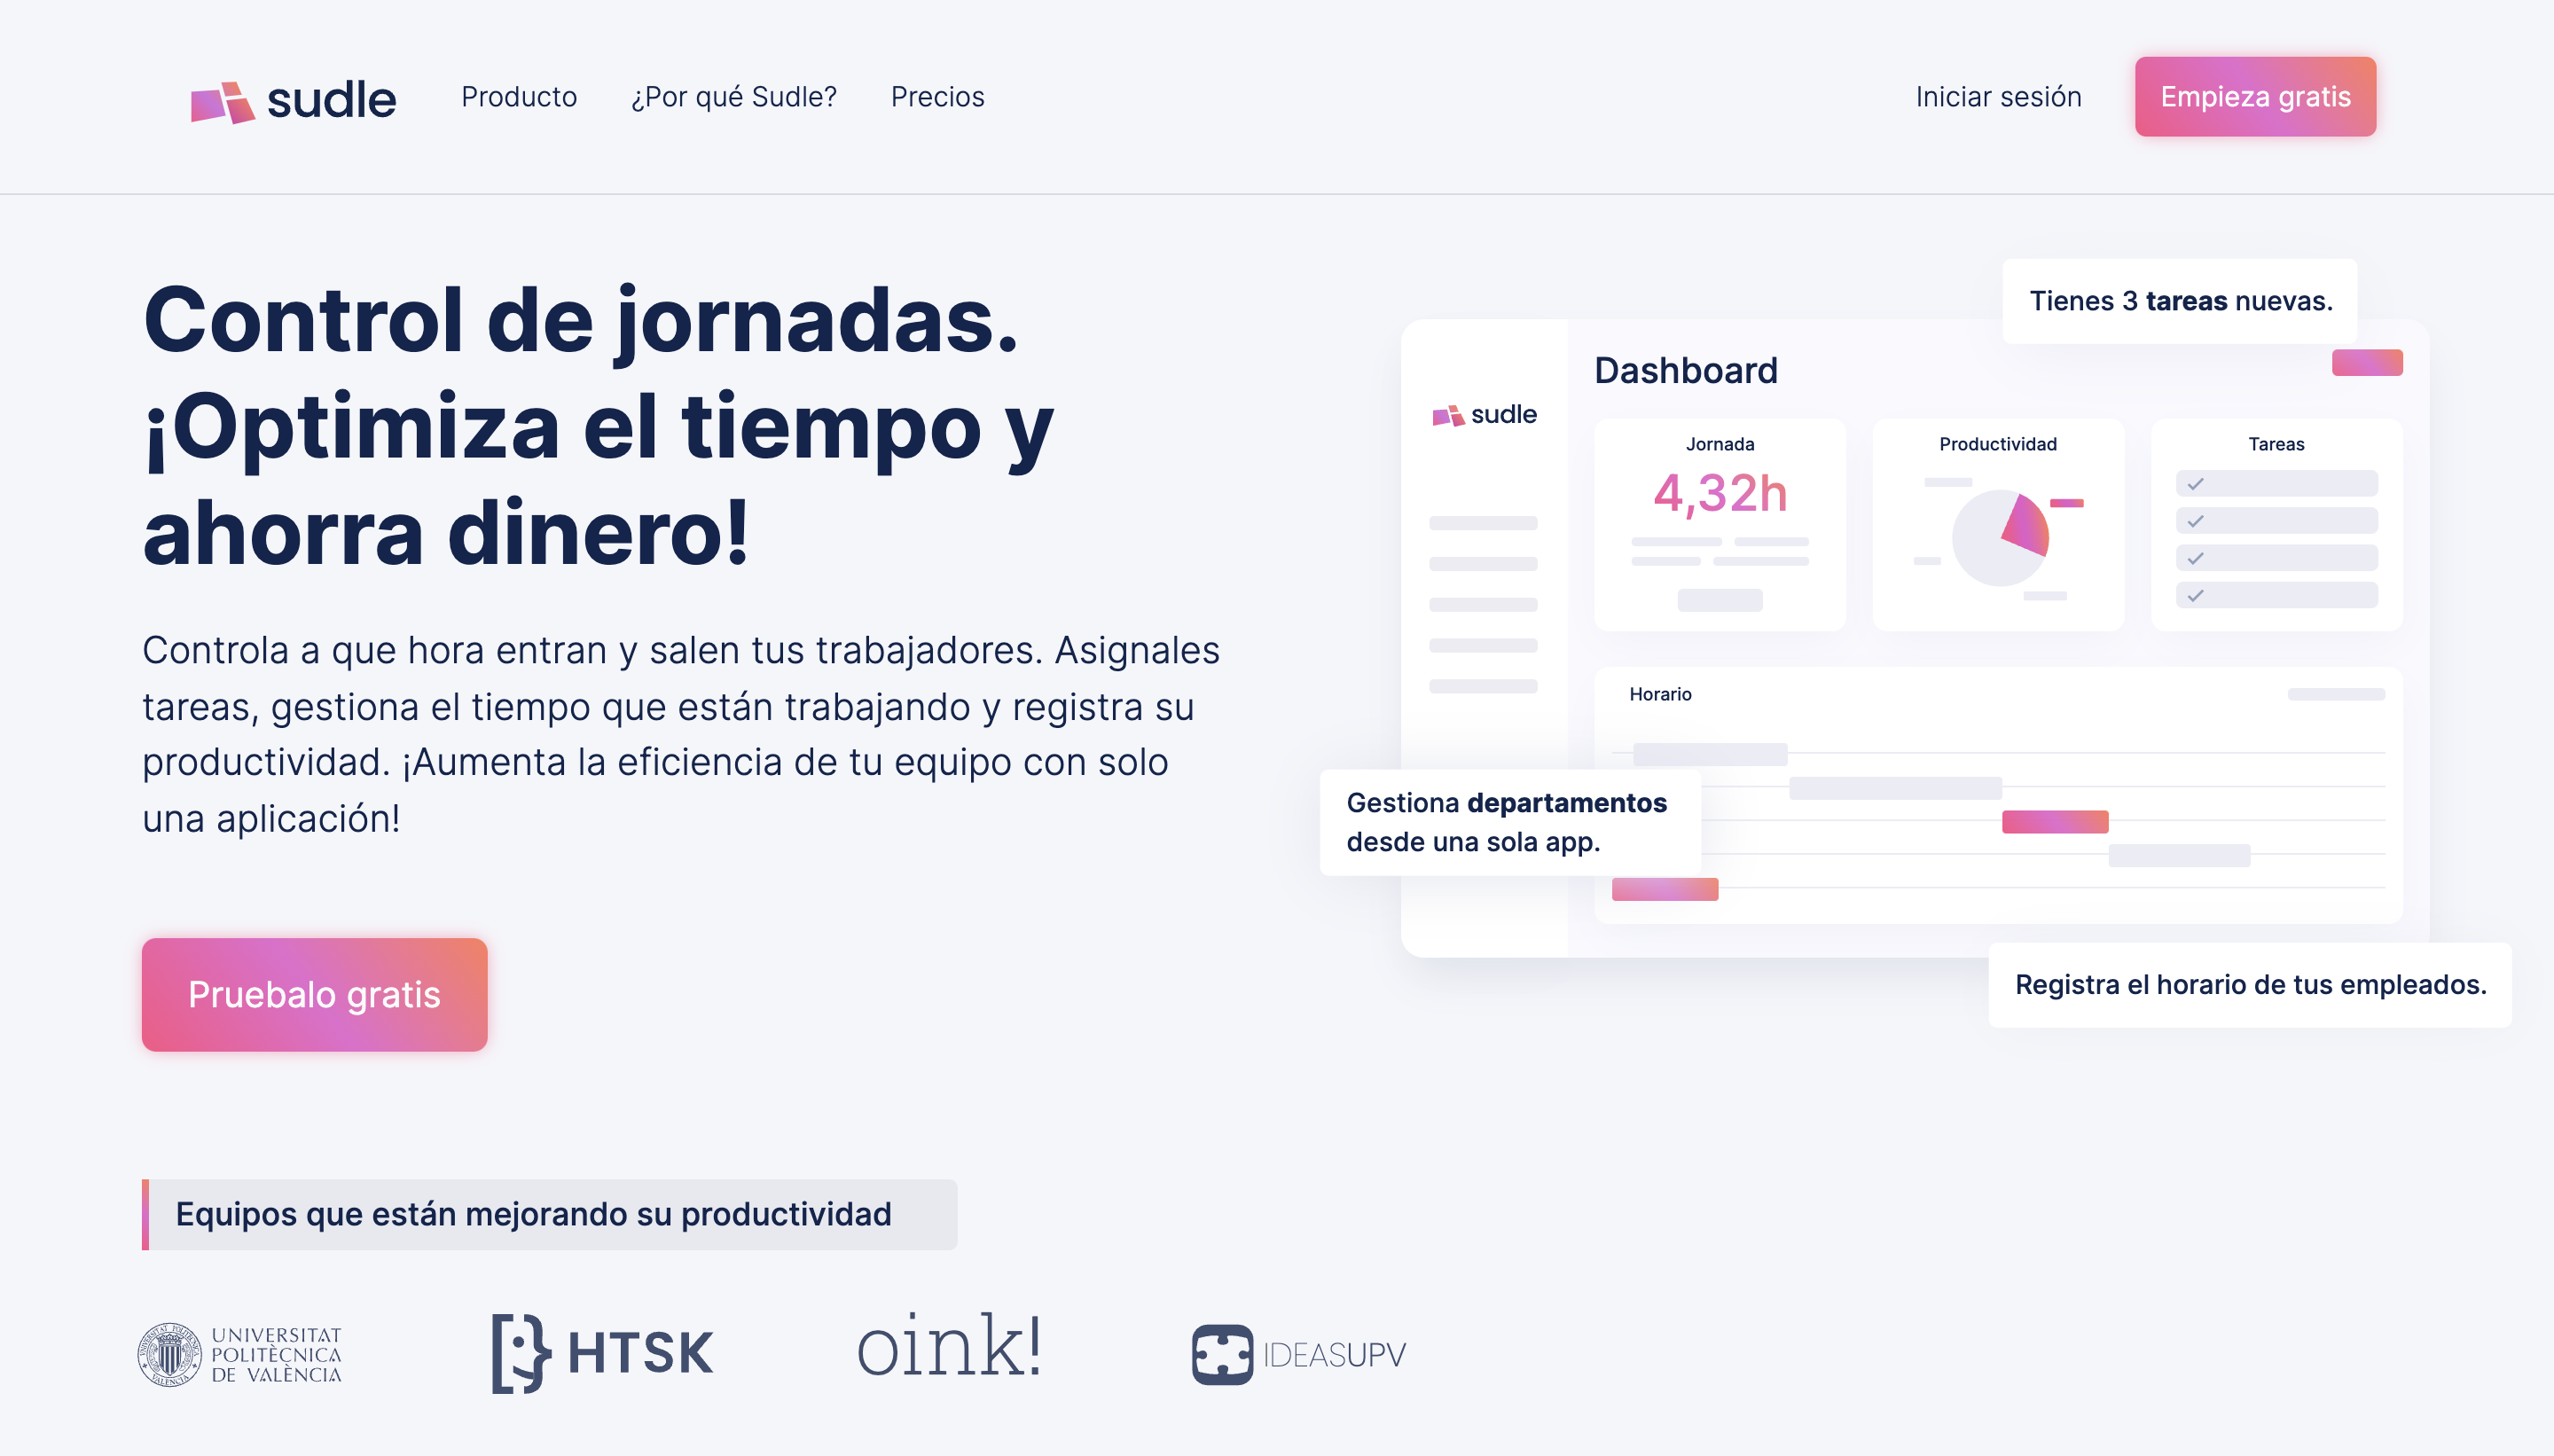 sudle
Producto
¿Por qué Sudle?
Precios
Iniciar sesión
Empieza gratis
Control de jornadas.
¡Optimiza el tiempo y
ahorra dinero!
Controla a que hora entran y salen tus trabajadores. Asignales
tareas, gestiona el tiempo que están trabajando y registra su
productividad. ¡Aumenta la eficiencia de tu equipo con solo
una aplicación!
Pruebalo gratis
Tienes 3 tareas nuevas.
Dashboard
sudle
Jornada
4,32h
Productividad
Tareas
Horario
Gestiona departamentos
desde una sola app.
Registra el horario de tus empleados.
Equipos que están mejorando su productividad
UNIVERSITAT
POLITÈCNICA
DE VALÈNCIA
HTSK
oink!
IDEASUPV